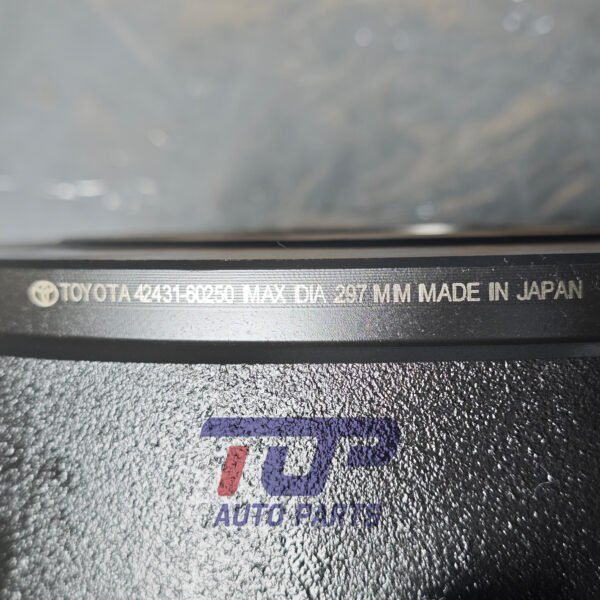 TOYOTA 42431-60250 MAX DIA 297 MM MADE IN JAPAN
TOP
AUTO PARTS